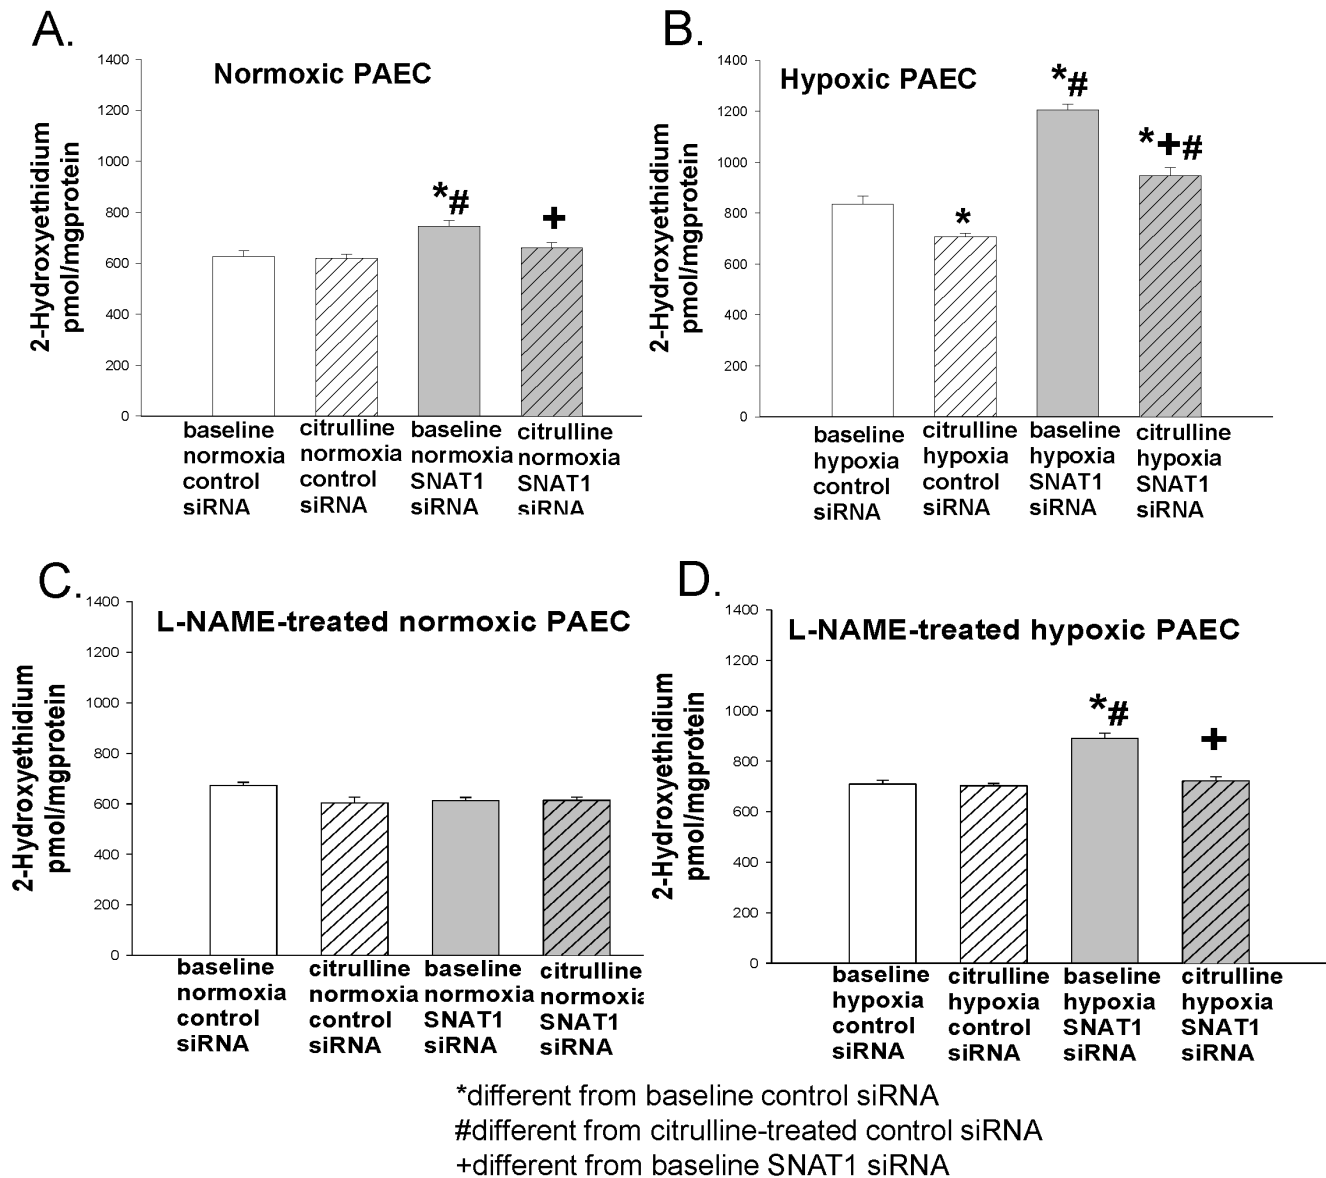 A.
Normoxic PAEC
2-Hydroxyethidium
pmol/mgprotein
1400
1200
1000
800
600
400
200
0
*#
+
baseline
normoxia
control
siRNA
citrulline
normoxia
control
siRNA
baseline
normoxia
SNAT1
siRNA
citrulline
normoxia
SNAT1
siRNA
B.
Hypoxic PAEC
2-Hydroxyethidium
pmol/mgprotein
1400
1200
1000
800
600
400
200
0
*
*#
*+#
baseline
hypoxia
control
siRNA
citrulline
hypoxia
control
siRNA
baseline
hypoxia
SNAT1
siRNA
citrulline
hypoxia
SNAT1
siRNA
C.
L-NAME-treated normoxic PAEC
2-Hydroxyethidium
pmol/mgprotein
1400
1200
1000
800
600
400
200
0
baseline
normoxia
control
siRNA
citrulline
normoxia
control
siRNA
baseline
normoxia
SNAT1
siRNA
citrulline
normoxia
SNAT1
siRNA
D.
L-NAME-treated hypoxic PAEC
2-Hydroxyethidium
pmol/mgprotein
1400
1200
1000
800
600
400
200
0
*#
+
baseline
hypoxia
control
siRNA
citrulline
hypoxia
control
siRNA
baseline
hypoxia
SNAT1
siRNA
citrulline
hypoxia
SNAT1
siRNA
*different from baseline control siRNA
#different from citrulline-treated control siRNA
+different from baseline SNAT1 siRNA